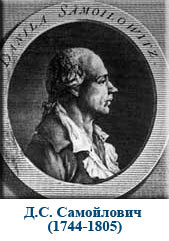 DANILA SAMOILOWITZ
Д.С. Самойлович
(1744-1805)